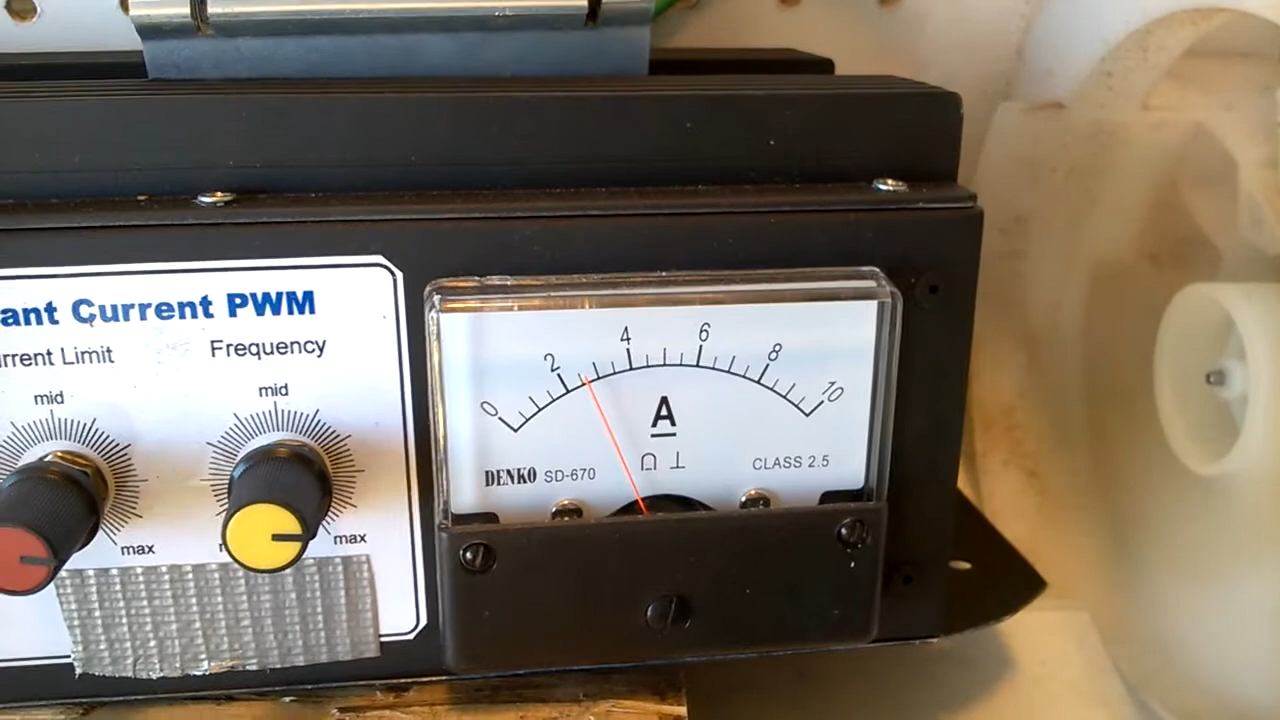 ant Current PWM
rrent Limit
Frequency
mid
mid
max
max
0 2 4 6 8 10
A
DENKO SD-670
CLASS 2.5